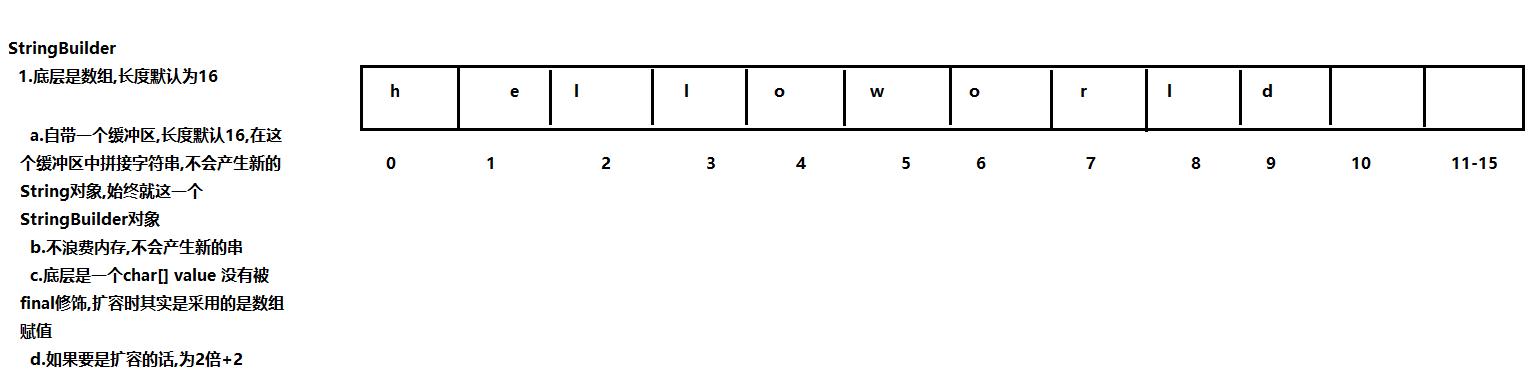 StringBuilder
1.底层是数组,长度默认为16
a.自带一个缓冲区,长度默认16,在这
个缓冲区中拼接字符串,不会产生新的
String对象,始终就这一个
StringBuilder对象
b.不浪费内存,不会产生新的串
c.底层是一个char[] value 没有被
final修饰,扩容时其实是采用的是数组
赋值
d.如果要是扩容的话,为2倍+2
h e l l o w o r l d
0 1 2 3 4 5 6 7 8 9 10 11-15